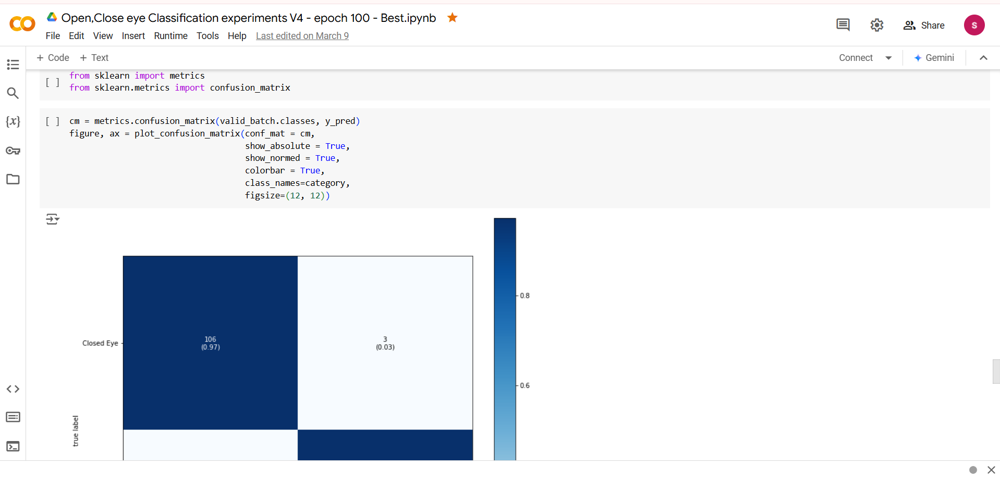 Open,Close eye Classification experiments V4 - epoch 100 - Best.ipynb
File Edit View Insert Runtime Tools Help Last edited on March 9
Share
S
+ Code + Text
Connect
Gemini
from sklearn import metrics
[ ]
from sklearn.metrics import confusion_matrix
[ ] cm = metrics.confusion_matrix(valid_batch.classes, y_pred)
figure, ax = plot_confusion_matrix(conf_mat = cm,
show_absolute = True,
show_normed = True,
colorbar = True,
class_names=category,
figsize=(12, 12))
{x}
0.8
106
(0.97)
3
(0.03)
Closed Eye
0.6
true label